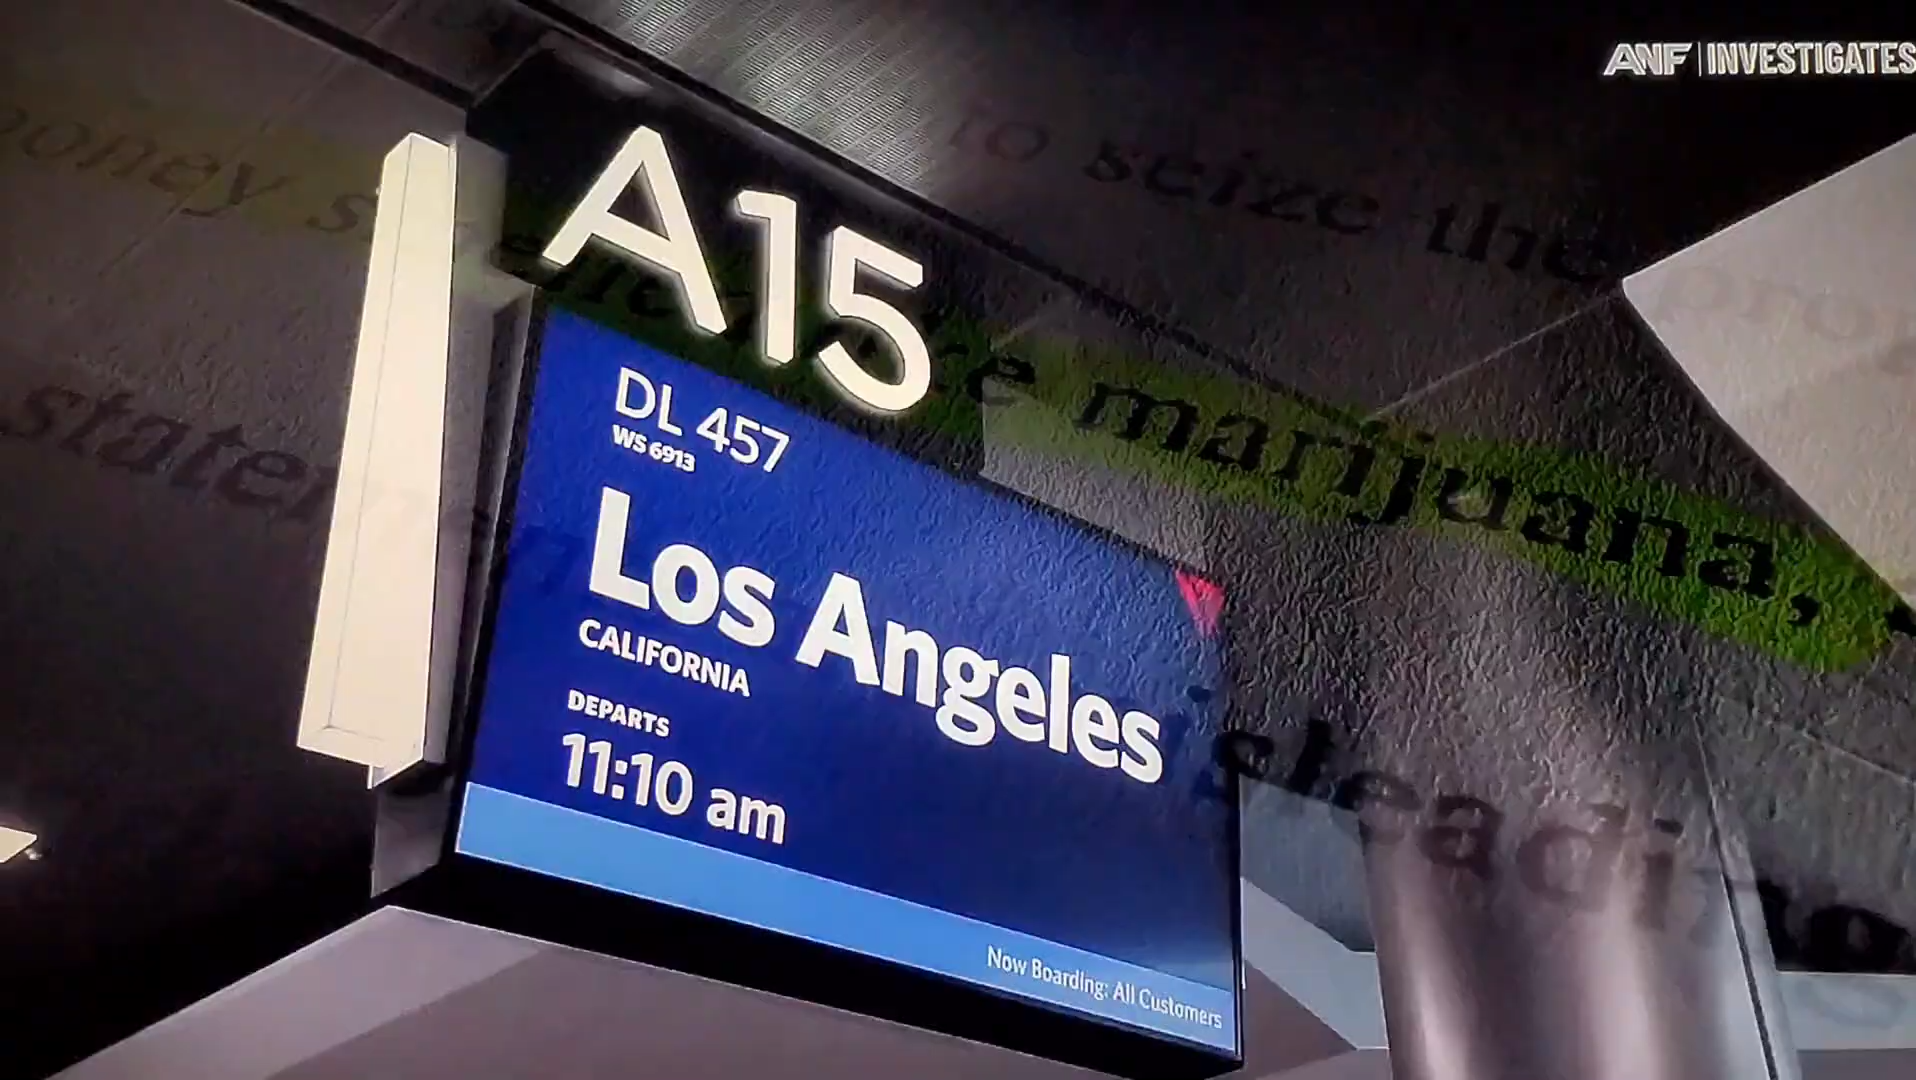 ANF | INVESTIGATES
to seize the
A15
marijuana,
DL 457
WS 6913
Los Angeles
CALIFORNIA
DEPARTS
11:10 am
Now Boarding: All Customers